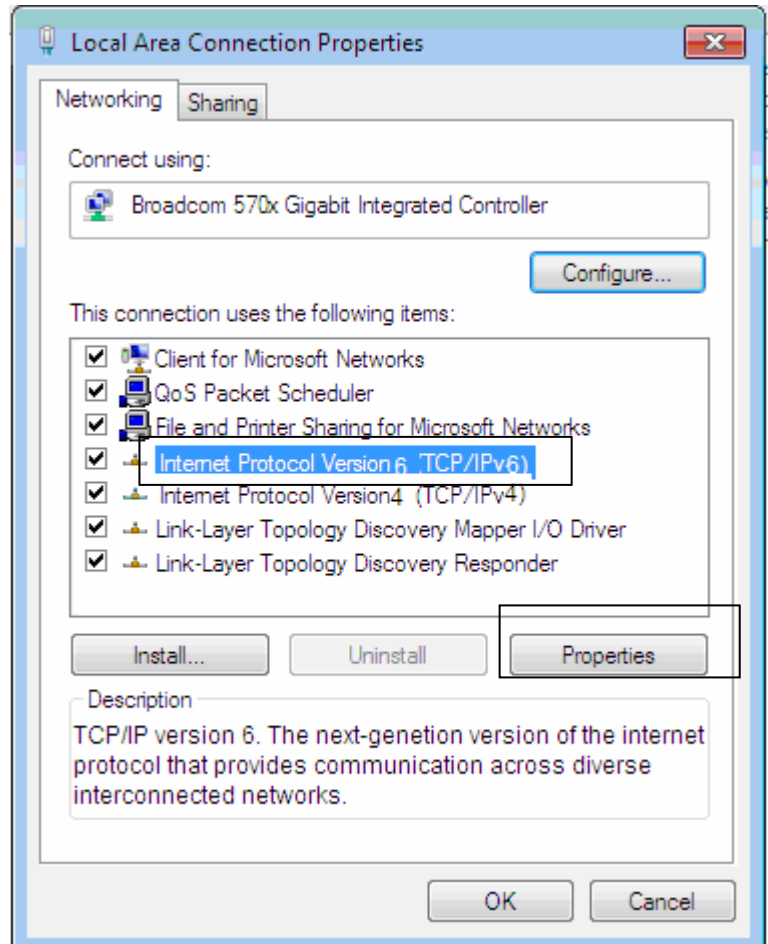 Local Area Connection Properties
Networking Sharing
Connect using:
Broadcom 570x Gigabit Integrated Controller
Configure...
This connection uses the following items:
Client for Microsoft Networks
QoS Packet Scheduler
File and Printer Sharing for Microsoft Networks
Internet Protocol Version 6 (TCP/IPv6)
Internet Protocol Version4 (TCP/IPv4)
Link-Layer Topology Discovery Mapper I/O Driver
Link-Layer Topology Discovery Responder
Install... Uninstall Properties
Description
TCP/IP version 6. The next-genetion version of the internet
protocol that provides communication across diverse
interconnected networks.
OK Cancel